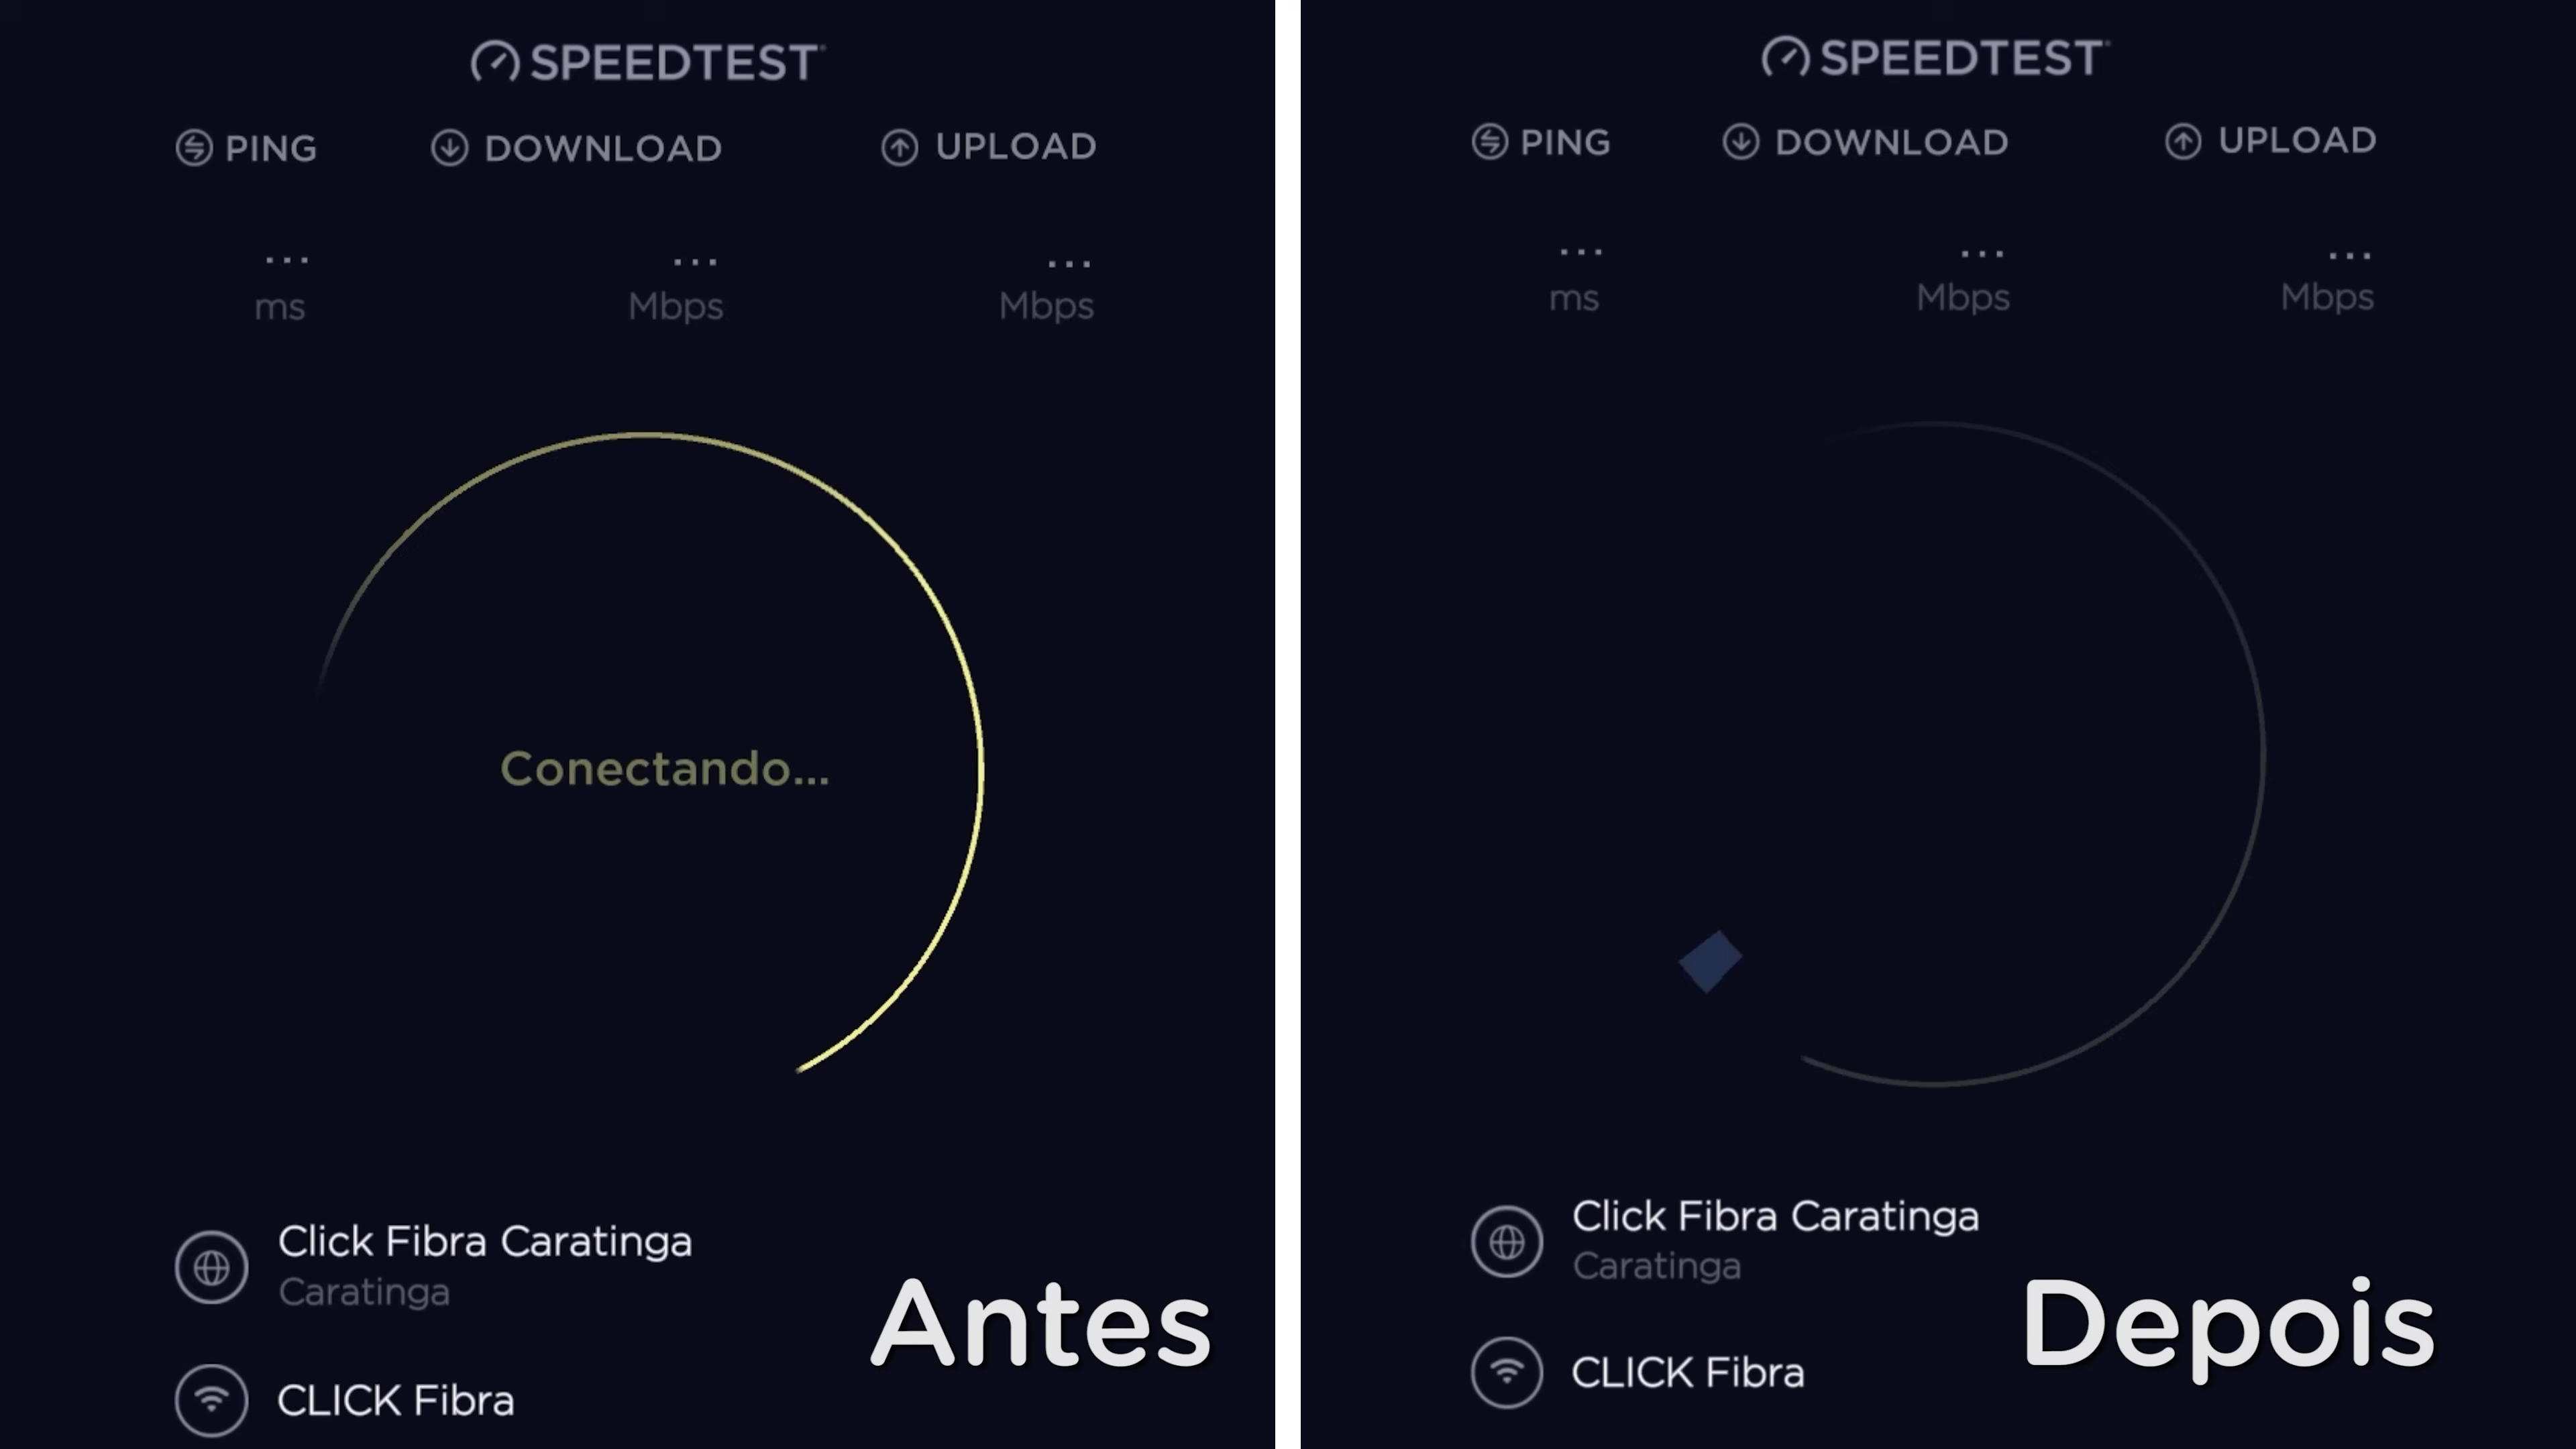 SPEEDTEST
PING DOWNLOAD UPLOAD
... ... ...
ms Mbps Mbps
Conectando...
Click Fibra Caratinga
Caratinga
CLICK Fibra
Antes
SPEEDTEST
PING DOWNLOAD UPLOAD
... ... ...
ms Mbps Mbps
Click Fibra Caratinga
Caratinga
CLICK Fibra
Depois